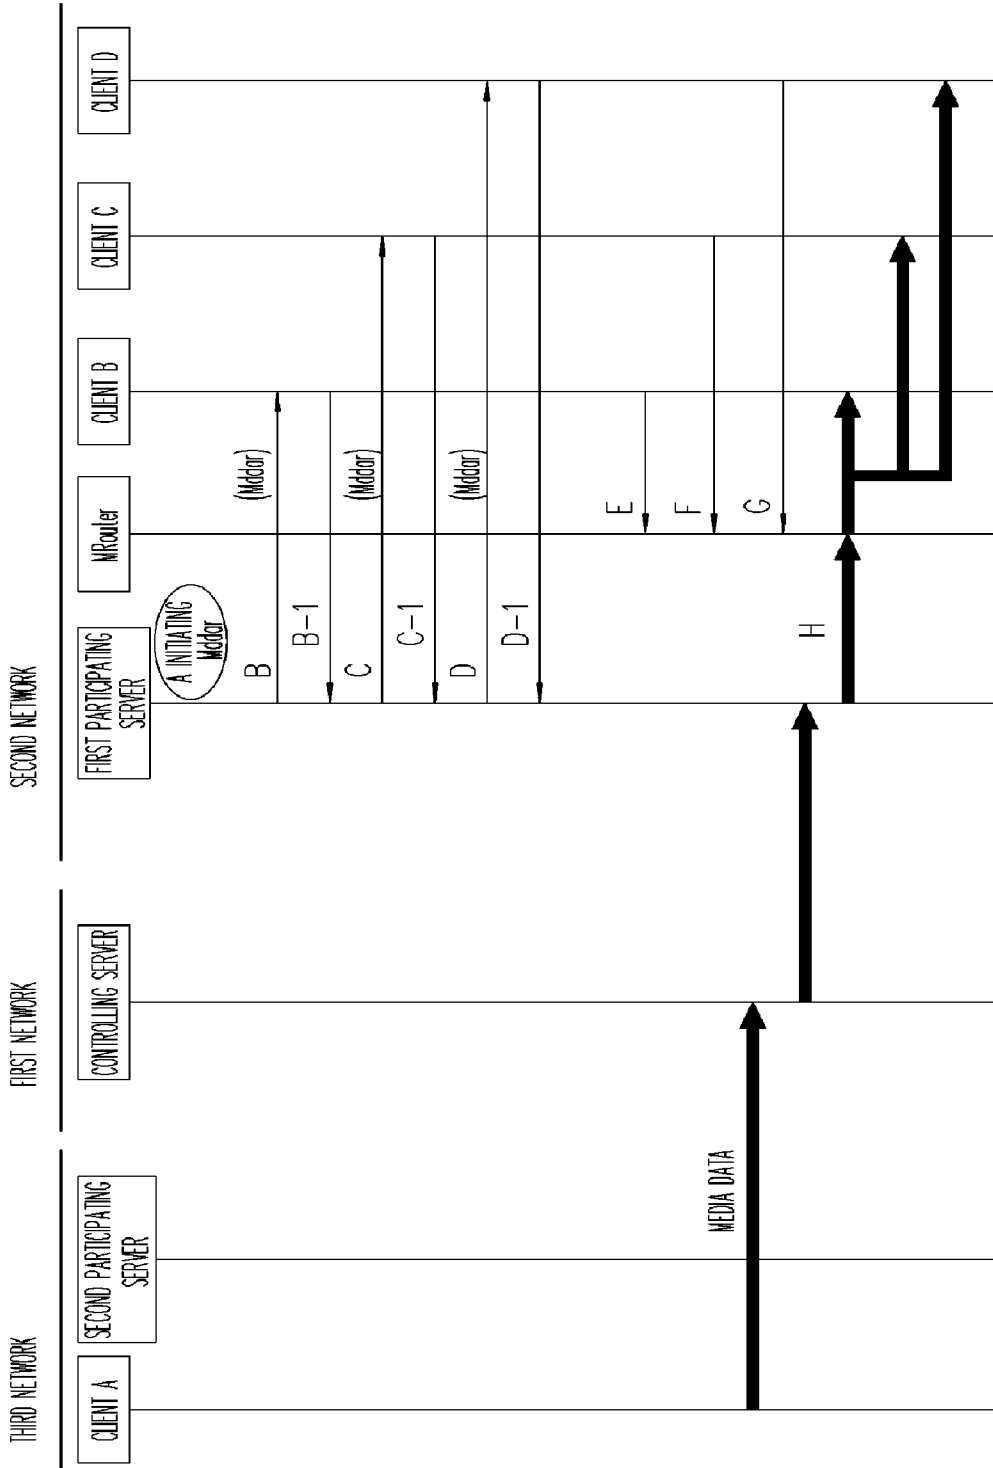 THIRD NETWORK
FIRST NETWORK
SECOND NETWORK
CLIENT A
SECOND PARTICIPATING
SERVER
CONTROLLING SERVER
FIRST PARTICIPATING
SERVER
MRouter
CLIENT B
CLIENT C
CLIENT D
A INITIATING
Mddar
B
(Mddar)
B-1
C
(Mddar)
C-1
D
(Mddar)
D-1
E
F
G
MEDIA DATA
H